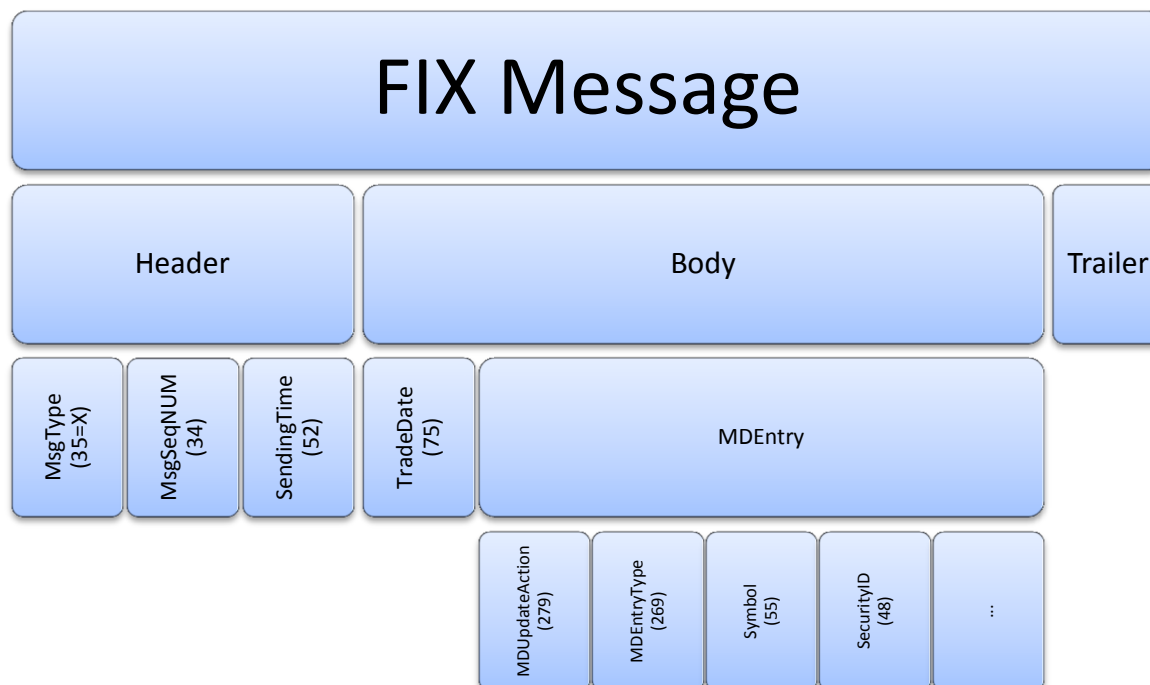 FIX Message
Header
Body
Trailer
MsgType
(35=X)
MsgSeqNUM
(34)
SendingTime
(52)
TradeDate
(75)
MDEntry
MDUpdateAction
(279)
MDEntryType
(269)
Symbol
(55)
SecurityID
(48)
...